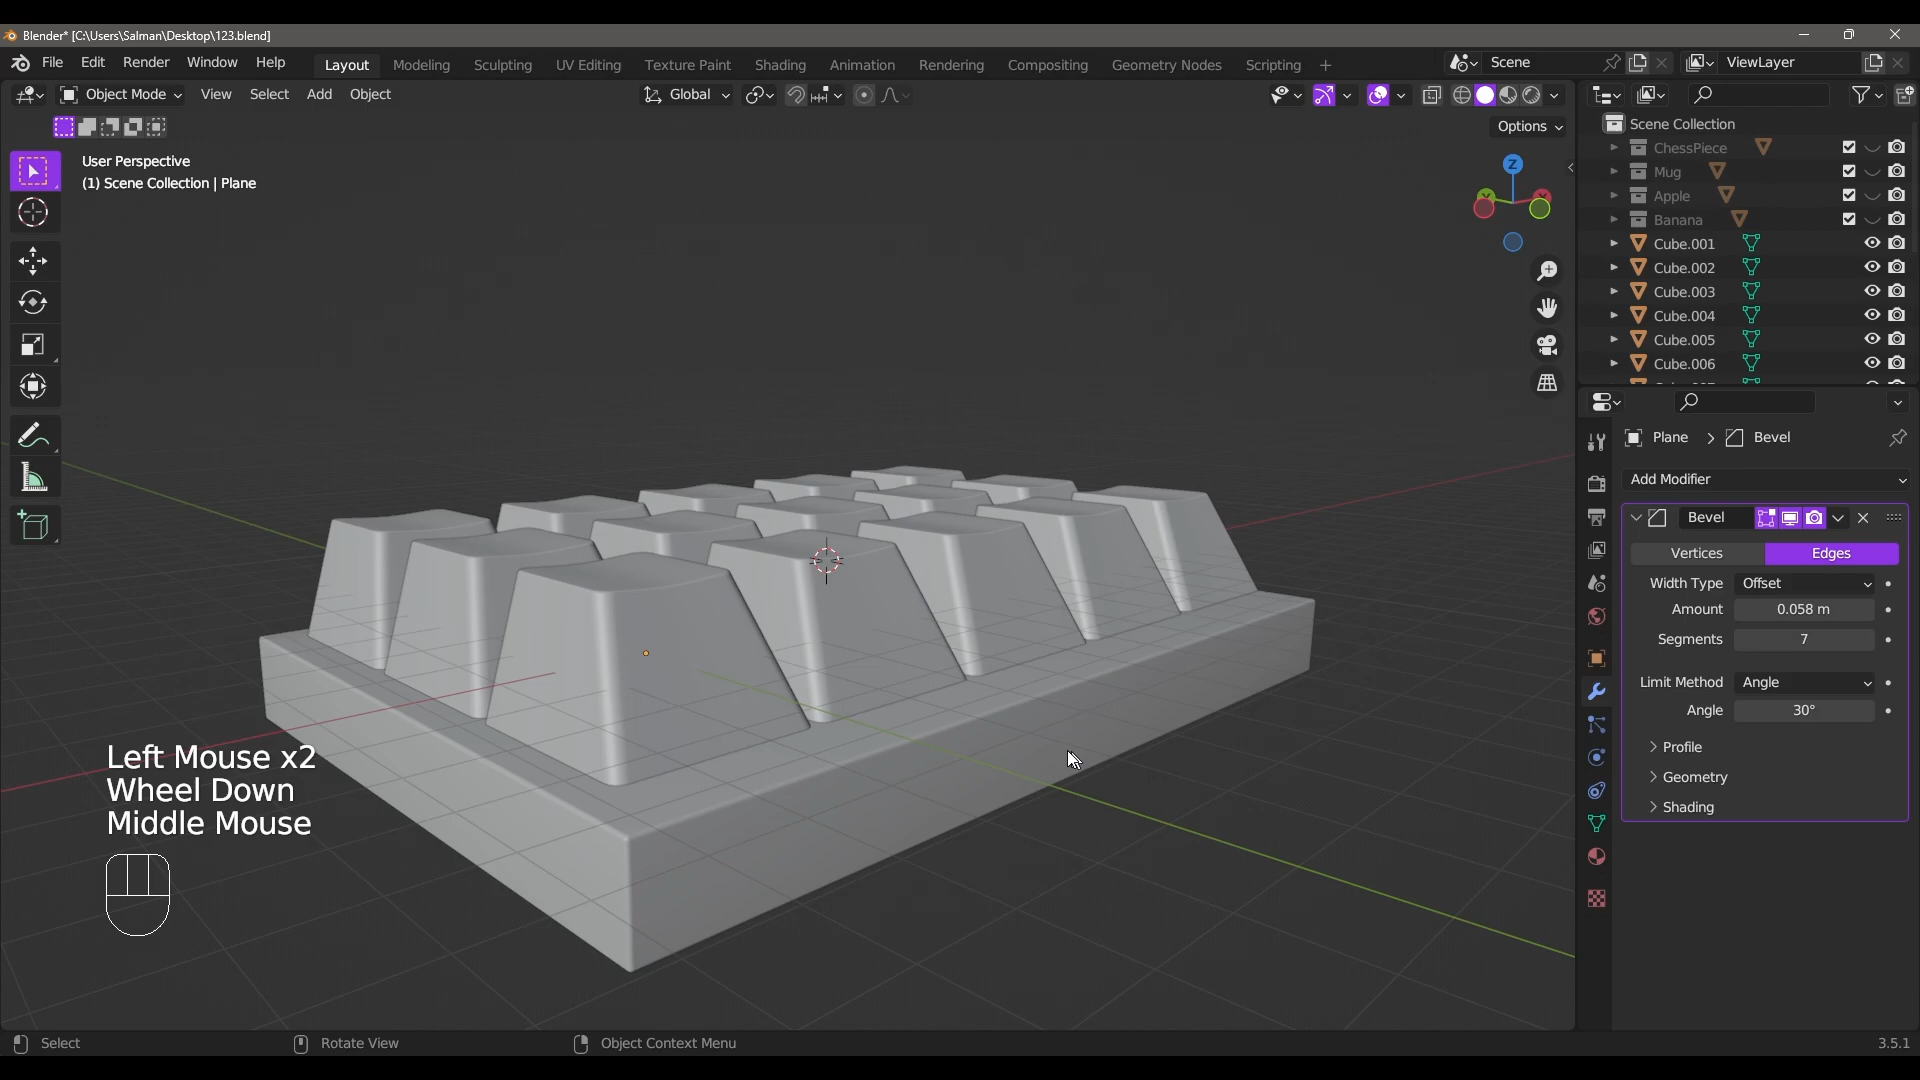 Blender* [C:\Users\Salman\Desktop\123.blend]
File Edit Render Window Help Layout Modeling Sculpting UV Editing Texture Paint Shading Animation Rendering Compositing Geometry Nodes Scripting + Scene ViewLayer
Object Mode View Select Add Object Global
Options
User Perspective
(1) Scene Collection | Plane
Z
Left Mouse x2
Wheel Down
Middle Mouse
Scene Collection
ChessPiece
Mug
Apple
Banana
Cube.001
Cube.002
Cube.003
Cube.004
Cube.005
Cube.006
Plane > Bevel
Add Modifier
Bevel
Vertices Edges
Width Type Offset
Amount 0.058 m
Segments 7
Limit Method Angle
Angle 30°
Profile
Geometry
Shading
Select Rotate View Object Context Menu 3.5.1